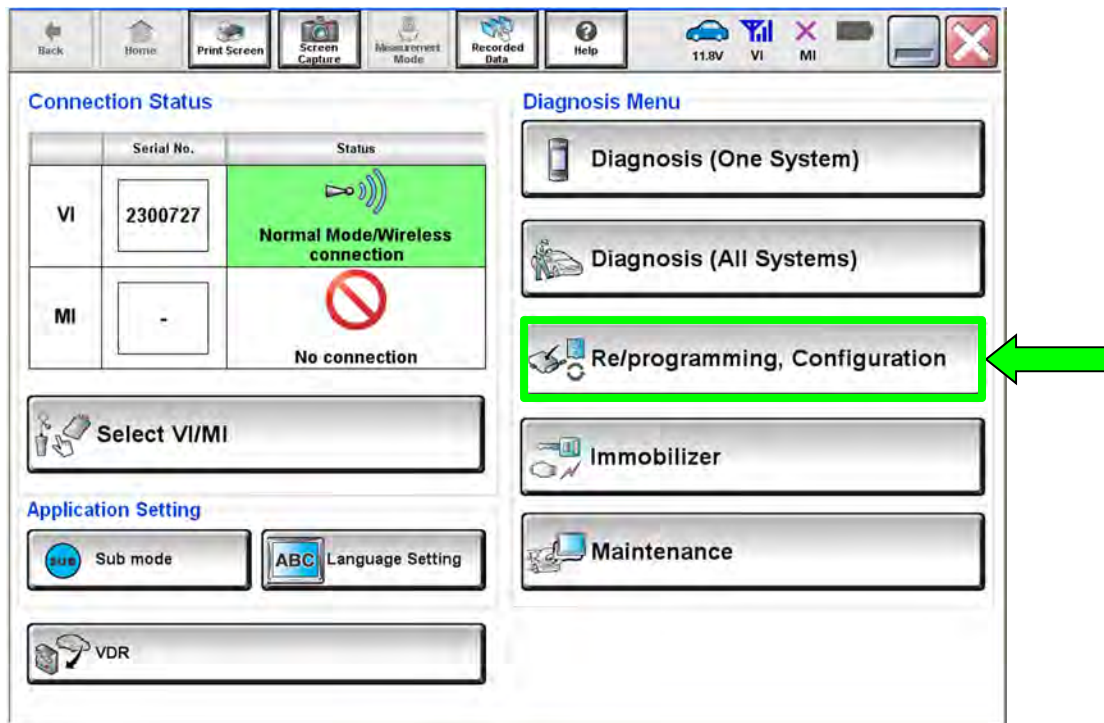 Back
Home
Print Screen
Screen
Capture
Measurement
Mode
Recorded
Data
Help
11.8V
VI
MI
Connection Status
Serial No.
Status
VI
2300727
Normal Mode/Wireless
connection
MI
-
No connection
Select VI/MI
Application Setting
SUB
Sub mode
ABC
Language Setting
VDR
Diagnosis Menu
Diagnosis (One System)
Diagnosis (All Systems)
Re/programming, Configuration
Immobilizer
Maintenance